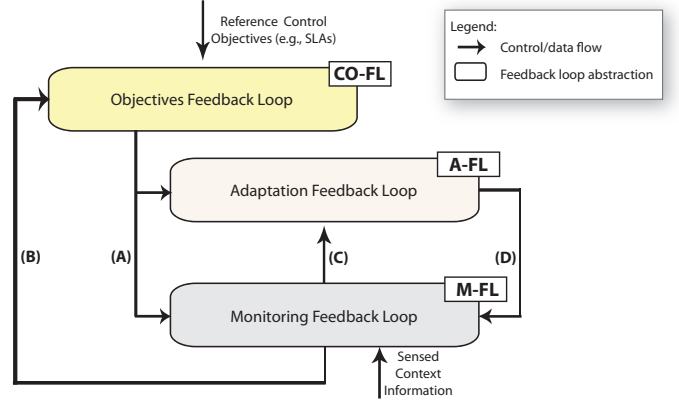 Reference Control
Objectives (e.g., SLAs)
Legend:
Control/data flow
Feedback loop abstraction
CO-FL
Objectives Feedback Loop
A-FL
Adaptation Feedback Loop
(B)
(A)
(C)
(D)
M-FL
Monitoring Feedback Loop
Sensed
Context
Information